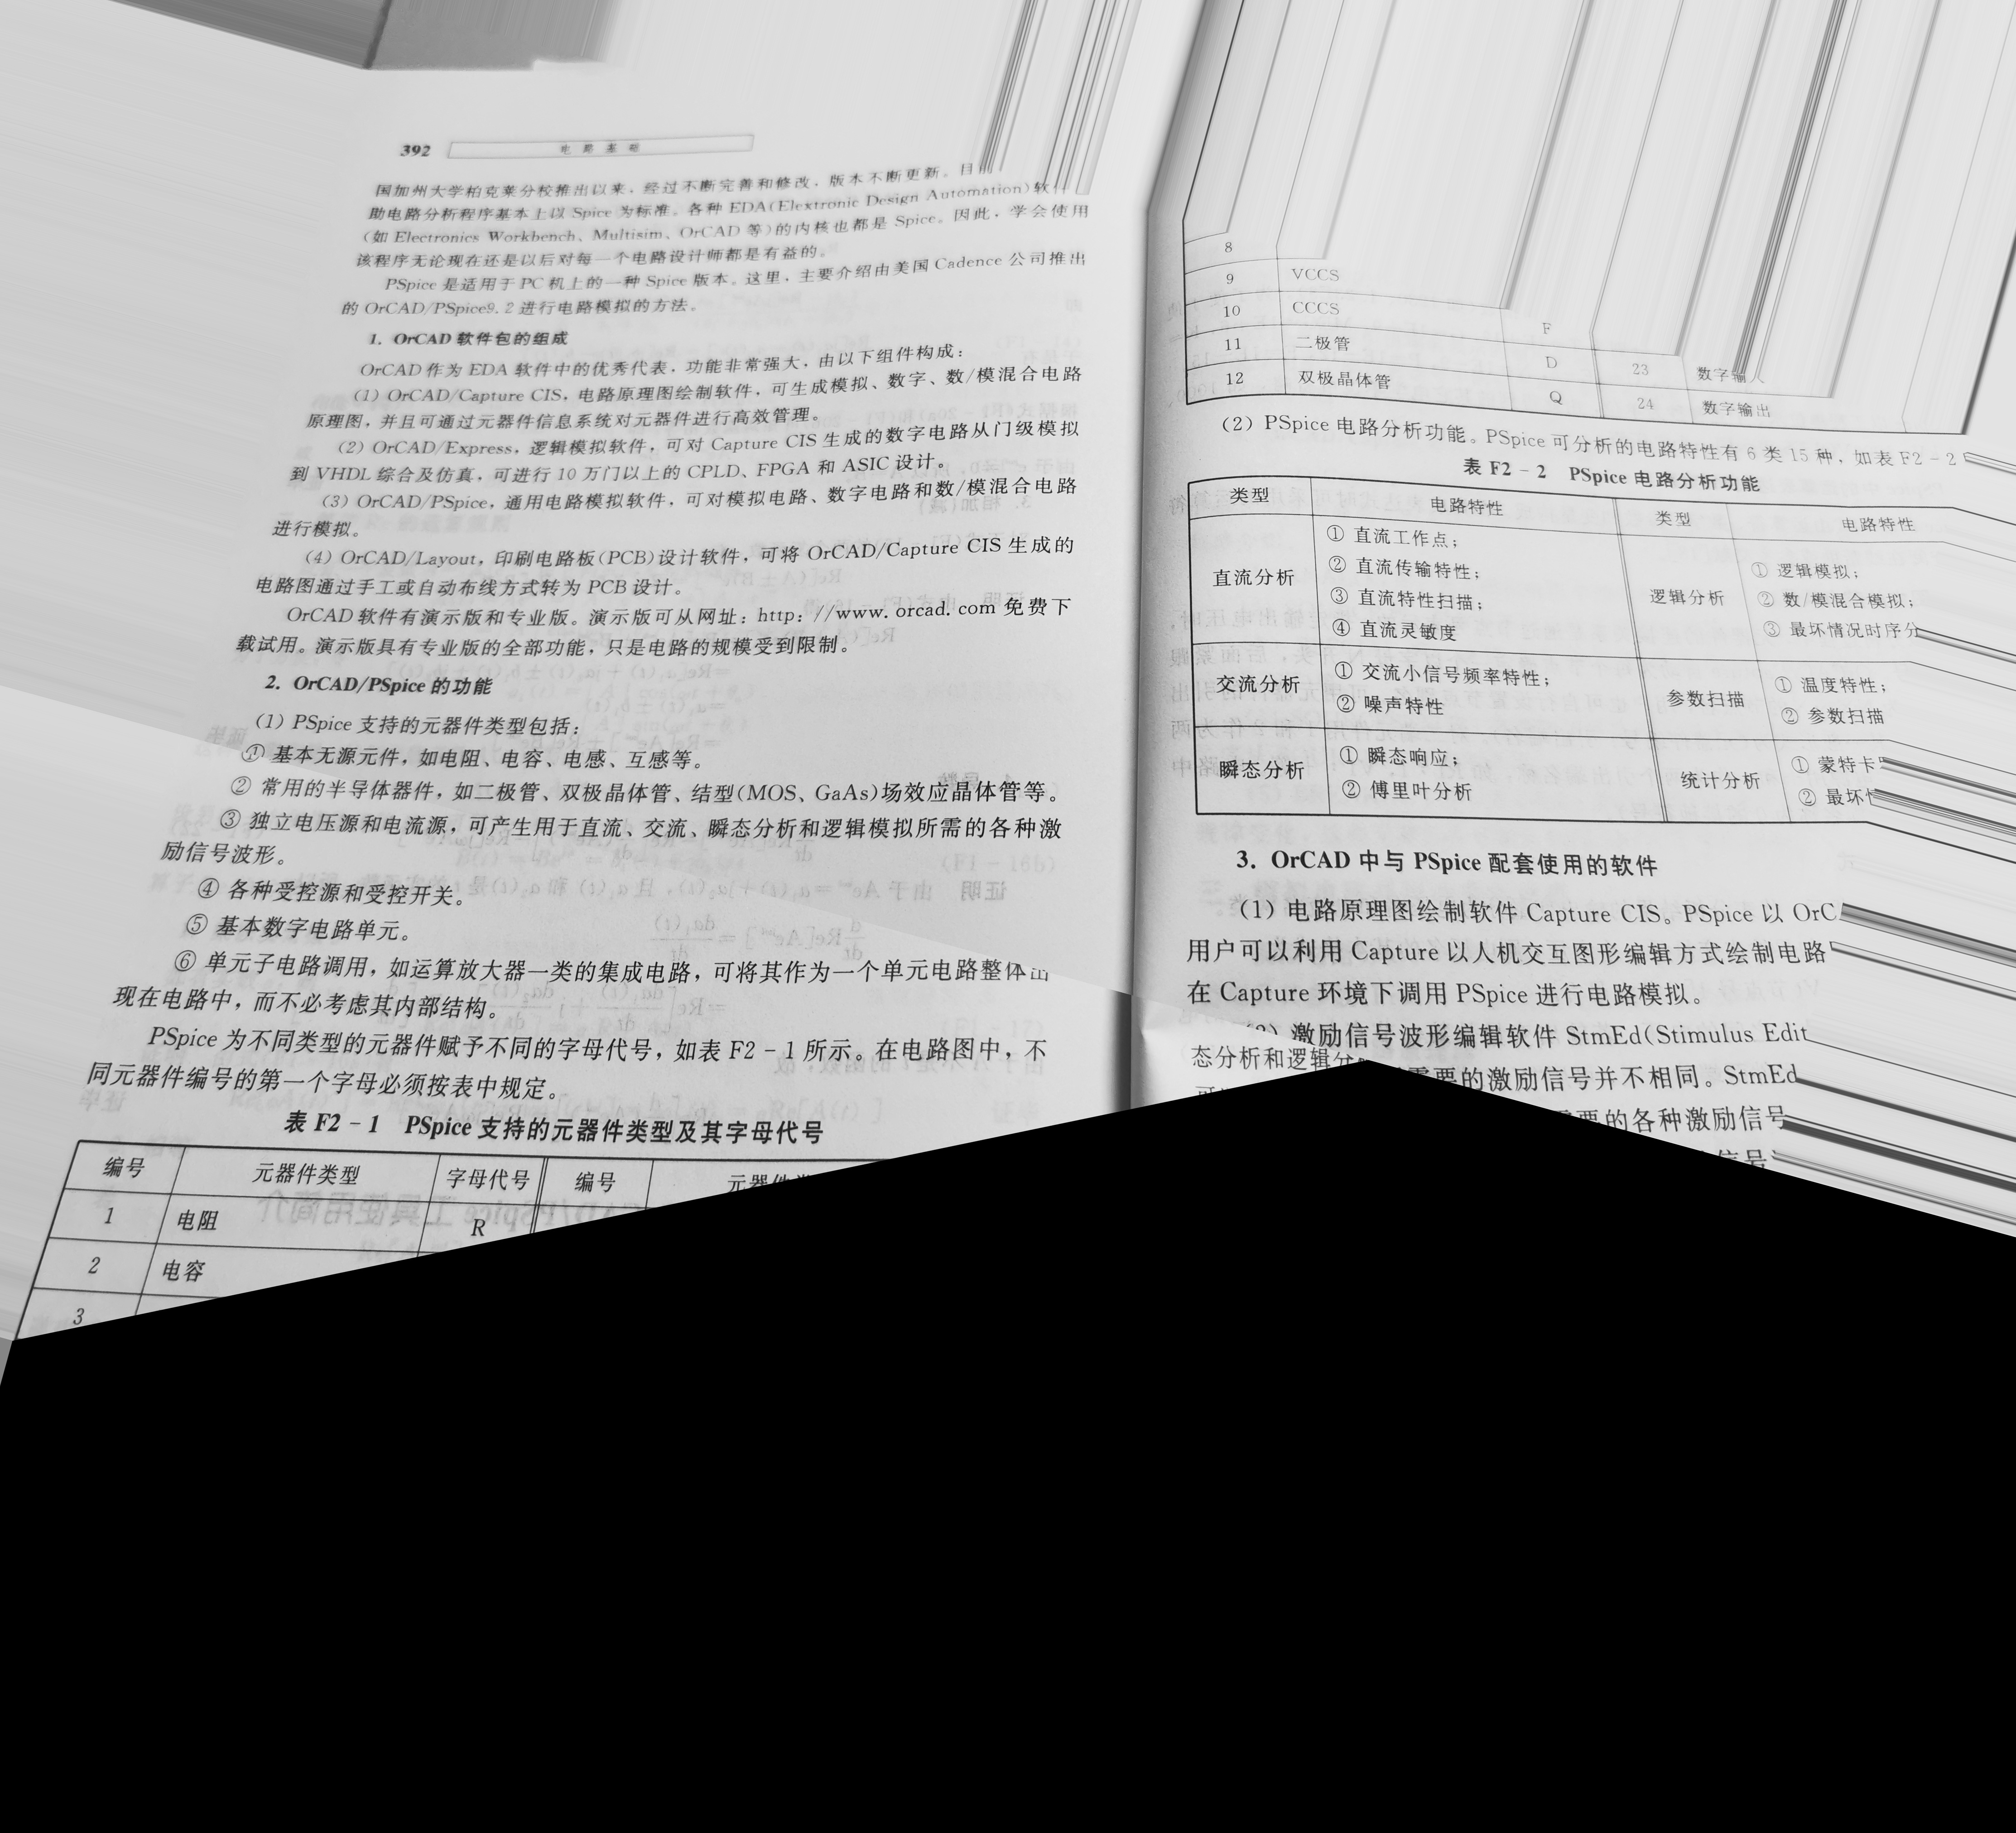 392
电路基础
国加州大学柏克莱分校推出以来，经过不断完善和修改，版本不断更新。目前
助电路分析程序基本上以 Spice 为标准。各种 EDA(Elextronic Design Automation)软
(如 Electronics Workbench、Multisim、OrCAD 等)的内核也都是 Spice。因此，学会使用
该程序无论现在还是以后对每一个电路设计师都是有益的。
PSpice 是适用于 PC 机上的一种 Spice 版本。这里，主要介绍由美国 Cadence 公司推出
的 OrCAD/PSpice9.2 进行电路模拟的方法。
1. OrCAD 软件包的组成
OrCAD 作为 EDA 软件中的优秀代表，功能非常强大，由以下组件构成：
(1) OrCAD/Capture CIS，电路原理图绘制软件，可生成模拟、数字、数/模混合电路
原理图，并且可通过元器件信息系统对元器件进行高效管理。
(2) OrCAD/Express，逻辑模拟软件，可对 Capture CIS 生成的数字电路从门级模拟
到 VHDL 综合及仿真，可进行 10 万门以上的 CPLD、FPGA 和 ASIC 设计。
(3) OrCAD/PSpice，通用电路模拟软件，可对模拟电路、数字电路和数/模混合电路
进行模拟。
(4) OrCAD/Layout，印刷电路板(PCB)设计软件，可将 OrCAD/Capture CIS 生成的
电路图通过手工或自动布线方式转为 PCB 设计。
OrCAD 软件有演示版和专业版。演示版可从网址：http://www.orcad.com 免费下
载试用。演示版具有专业版的全部功能，只是电路的规模受到限制。
2. OrCAD/PSpice 的功能
(1) PSpice 支持的元器件类型包括：
① 基本无源元件，如电阻、电容、电感、互感等。
② 常用的半导体器件，如二极管、双极晶体管、结型(MOS、GaAs)场效应晶体管等。
③ 独立电压源和电流源，可产生用于直流、交流、瞬态分析和逻辑模拟所需的各种激
励信号波形。
④ 各种受控源和受控开关。
⑤ 基本数字电路单元。
⑥ 单元子电路调用，如运算放大器一类的集成电路，可将其作为一个单元电路整体出
现在电路中，而不必考虑其内部结构。
PSpice 为不同类型的元器件赋予不同的字母代号，如表 F2-1 所示。在电路图中，不
同元器件编号的第一个字母必须按表中规定。
表 F2-1 PSpice 支持的元器件类型及其字母代号
编号 元器件类型 字母代号 编号 元器件
1 电阻 R
2 电容
3
8
9 VCCS
10 CCCS F
11 二极管 D 23 数字输入
12 双极晶体管 Q 24 数字输出
(2) PSpice 电路分析功能。PSpice 可分析的电路特性有 6 类 15 种，如表 F2-2
表 F2-2 PSpice 电路分析功能
类型 电路特性 类型 电路特性
直流分析 ① 直流工作点；
② 直流传输特性；
③ 直流特性扫描；
④ 直流灵敏度
逻辑分析 ① 逻辑模拟；
② 数/模混合模拟；
③ 最坏情况时序分
交流分析 ① 交流小信号频率特性；
② 噪声特性
参数扫描 ① 温度特性；
② 参数扫描
瞬态分析 ① 瞬态响应；
② 傅里叶分析
统计分析 ① 蒙特卡
② 最坏
3. OrCAD 中与 PSpice 配套使用的软件
(1) 电路原理图绘制软件 Capture CIS。PSpice 以 OrC
用户可以利用 Capture 以人机交互图形编辑方式绘制电路
在 Capture 环境下调用 PSpice 进行电路模拟。
(2) 激励信号波形编辑软件 StmEd(Stimulus Edit
态分析和逻辑分 需要的激励信号并不相同。StmEd
需要的各种激励信号
信号